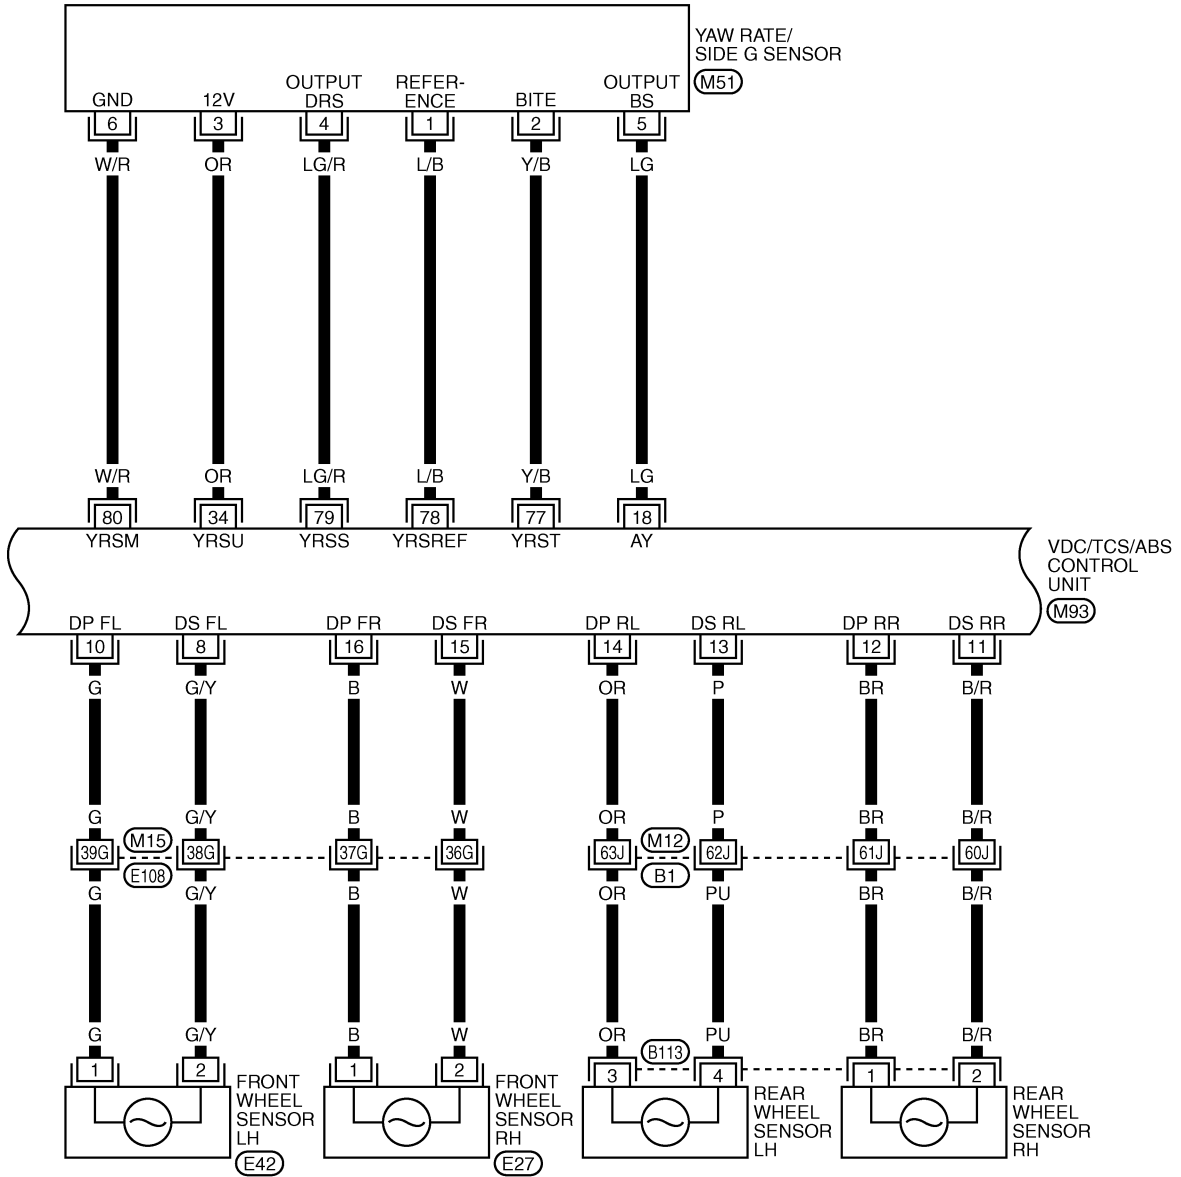 YAW RATE/
SIDE G SENSOR
M51
GND 12V OUTPUT DRS REFER-ENCE BITE OUTPUT BS
6 3 4 1 2 5
W/R OR LG/R L/B Y/B LG
W/R OR LG/R L/B Y/B LG
80 34 79 78 77 18
YRSM YRSU YRSS YRSREF YRST AY
VDC/TCS/ABS
CONTROL
UNIT
M93
DP FL DS FL DP FR DS FR DP RL DS RL DP RR DS RR
10 8 16 15 14 13 12 11
G G/Y B W OR P BR B/R
G G/Y B W OR P BR B/R
M15 M12
39G 38G 37G 36G 63J 62J 61J 60J
E108 B1
G G/Y B W OR PU BR B/R
G G/Y B W OR PU BR B/R
B113
1 2 1 2 3 4 1 2
FRONT
WHEEL
SENSOR
LH
E42
FRONT
WHEEL
SENSOR
RH
E27
REAR
WHEEL
SENSOR
LH
REAR
WHEEL
SENSOR
RH